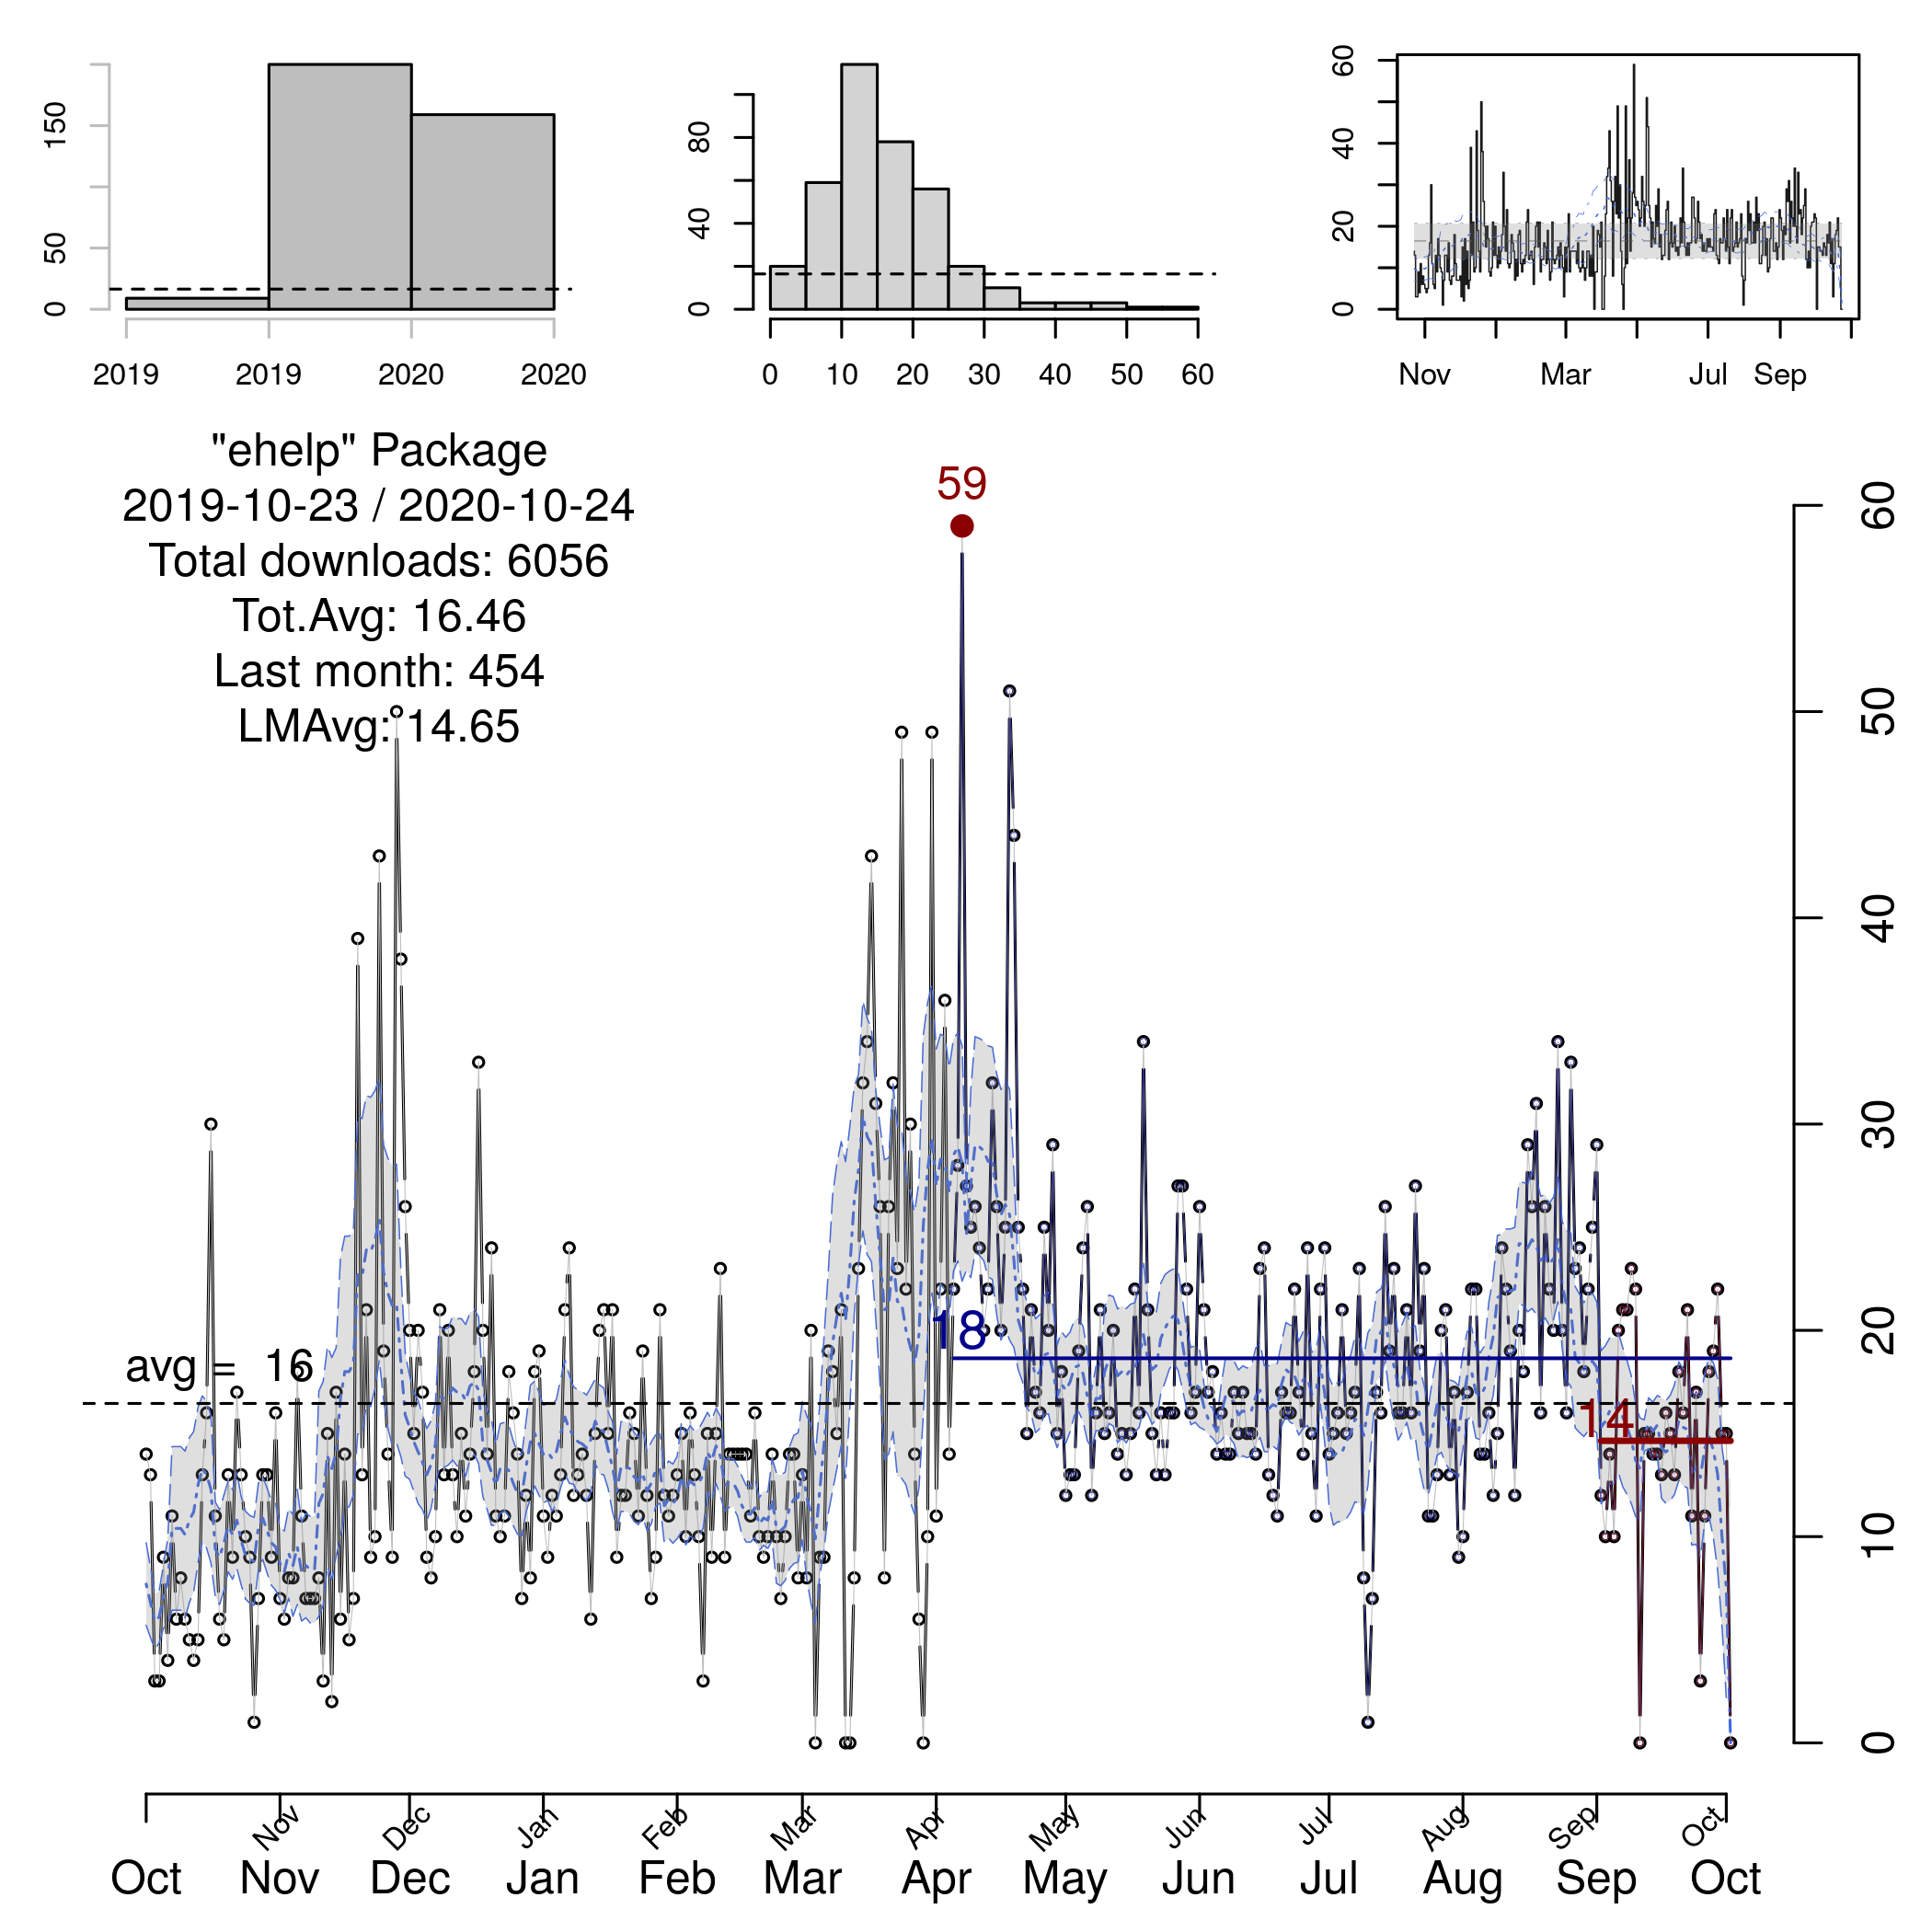 150
50
0
2019 2019 2020 2020
80
40
0
0 10 20 30 40 50 60
60
40
20
0
Nov Mar Jul Sep
"ehelp" Package
2019-10-23 / 2020-10-24
Total downloads: 6056
Tot.Avg: 16.46
Last month: 454
LMAvg: 14.65
59
18
avg = 16
14
60
50
40
30
20
10
0
Nov Dec Jan Feb Mar Apr May Jun Jul Aug Sep Oct
Oct Nov Dec Jan Feb Mar Apr May Jun Jul Aug Sep Oct